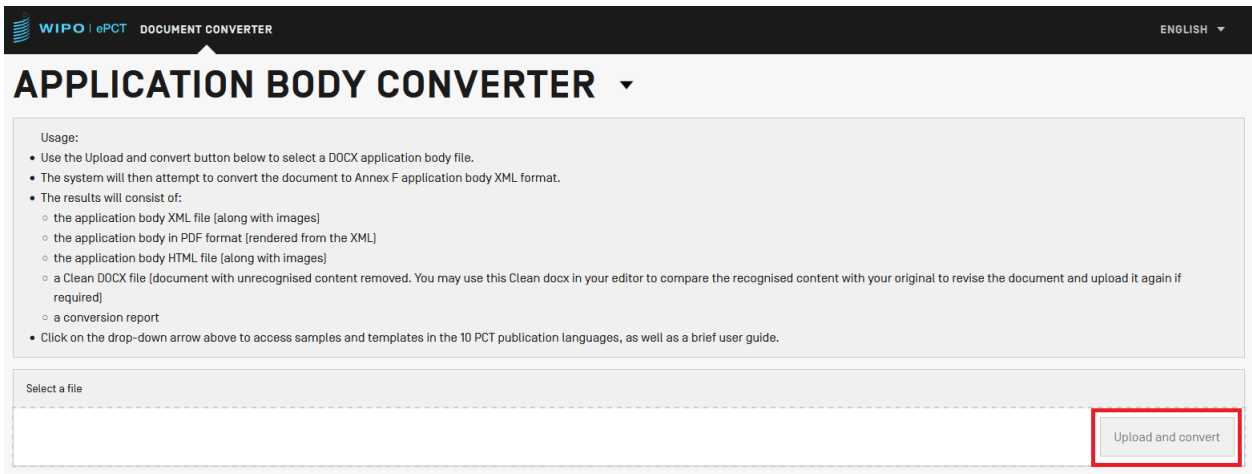 WIPO | ePCT DOCUMENT CONVERTER ENGLISH
APPLICATION BODY CONVERTER
Usage:
• Use the Upload and convert button below to select a DOCX application body file.
• The system will then attempt to convert the document to Annex F application body XML format.
• The results will consist of:
○ the application body XML file (along with images)
○ the application body in PDF format (rendered from the XML)
○ the application body HTML file (along with images)
○ a Clean DOCX file (document with unrecognised content removed. You may use this Clean docx in your editor to compare the recognised content with your original to revise the document and upload it again if
required)
○ a conversion report
• Click on the drop-down arrow above to access samples and templates in the 10 PCT publication languages, as well as a brief user guide.
Select a file
Upload and convert